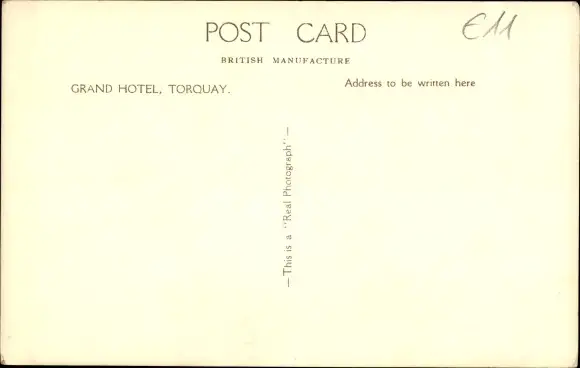 POST CARD
E11
BRITISH MANUFACTURE
GRAND HOTEL, TORQUAY.
Address to be written here
—This is a "Real Photograph"—